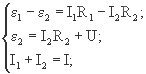 ε₁ − ε₂ = I₁R₁ − I₂R₂;
ε₂ = I₂R₂ + U;
I₁ + I₂ = I;